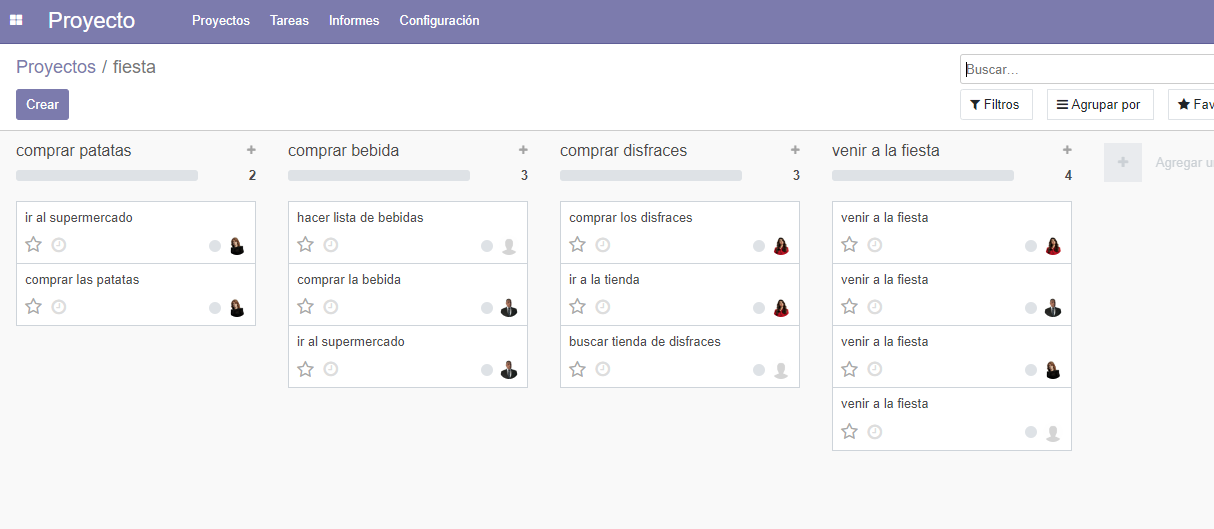 Proyecto Proyectos Tareas Informes Configuración
Proyectos / fiesta
Buscar...
Crear
Filtros Agrupar por
comprar patatas +
2
ir al supermercado
comprar las patatas
comprar bebida +
3
hacer lista de bebidas
comprar la bebida
ir al supermercado
comprar disfraces +
3
comprar los disfraces
ir a la tienda
buscar tienda de disfraces
venir a la fiesta +
4
venir a la fiesta
venir a la fiesta
venir a la fiesta
venir a la fiesta
+ Agregar